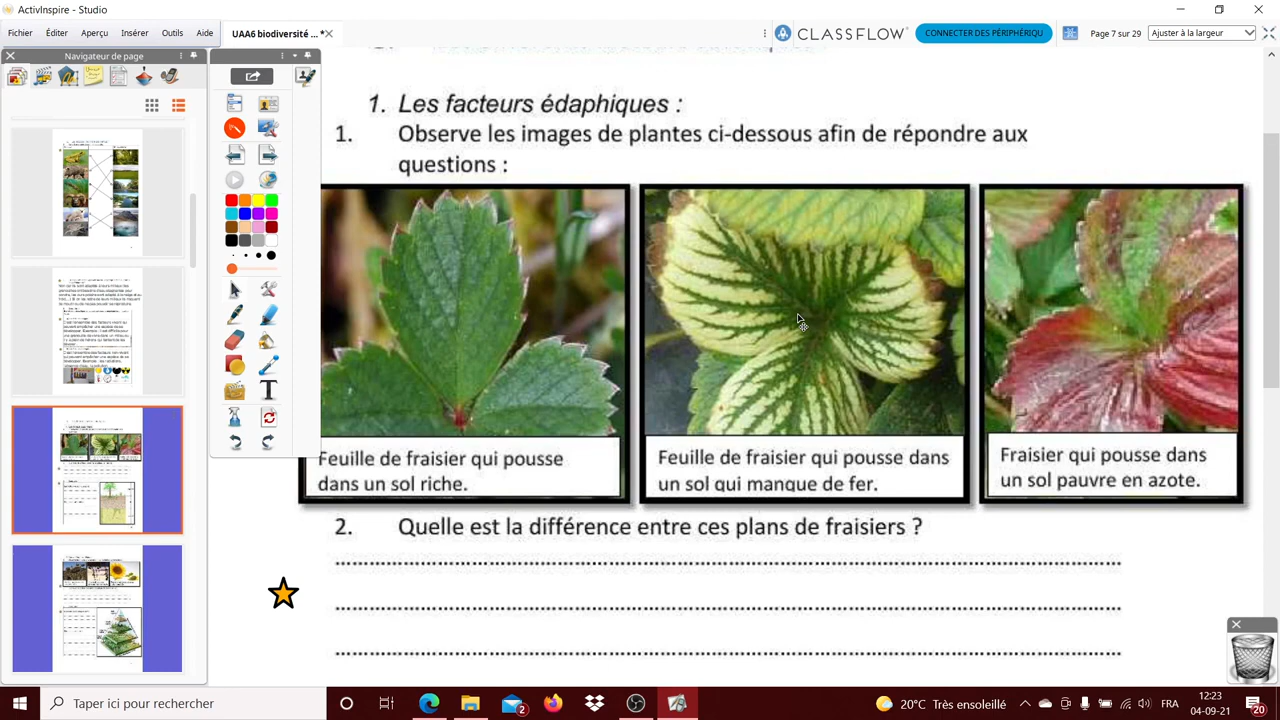 ActivInspire - Studio
Fichier Éditer Aperçu Insérer Outils Aide
UAA6 biodiversité ... *
CLASSFLOW
CONNECTER DES PÉRIPHÉRIQU
Page 7 sur 29
Ajuster à la largeur
Navigateur de page
1. Les facteurs édaphiques :
1. Observe les images de plantes ci-dessous afin de répondre aux
questions :
Feuille de fraisier qui pousse
dans un sol riche.
Feuille de fraisier qui pousse dans
un sol qui manque de fer.
Fraisier qui pousse dans
un sol pauvre en azote.
2. Quelle est la différence entre ces plans de fraisiers ?
Taper ici pour rechercher
2
20°C Très ensoleillé
FR
12:23
04-09-21
20